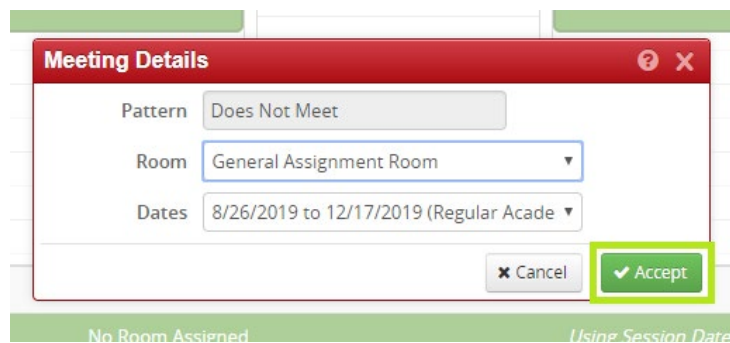 Meeting Details
Pattern Does Not Meet
Room General Assignment Room
Dates 8/26/2019 to 12/17/2019 (Regular Acade
Cancel Accept
No Room Assigned Using Session Date